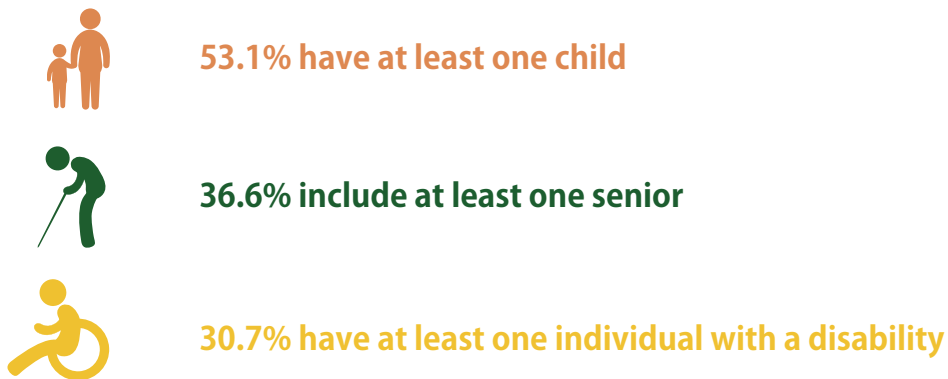 53.1% have at least one child
36.6% include at least one senior
30.7% have at least one individual with a disability